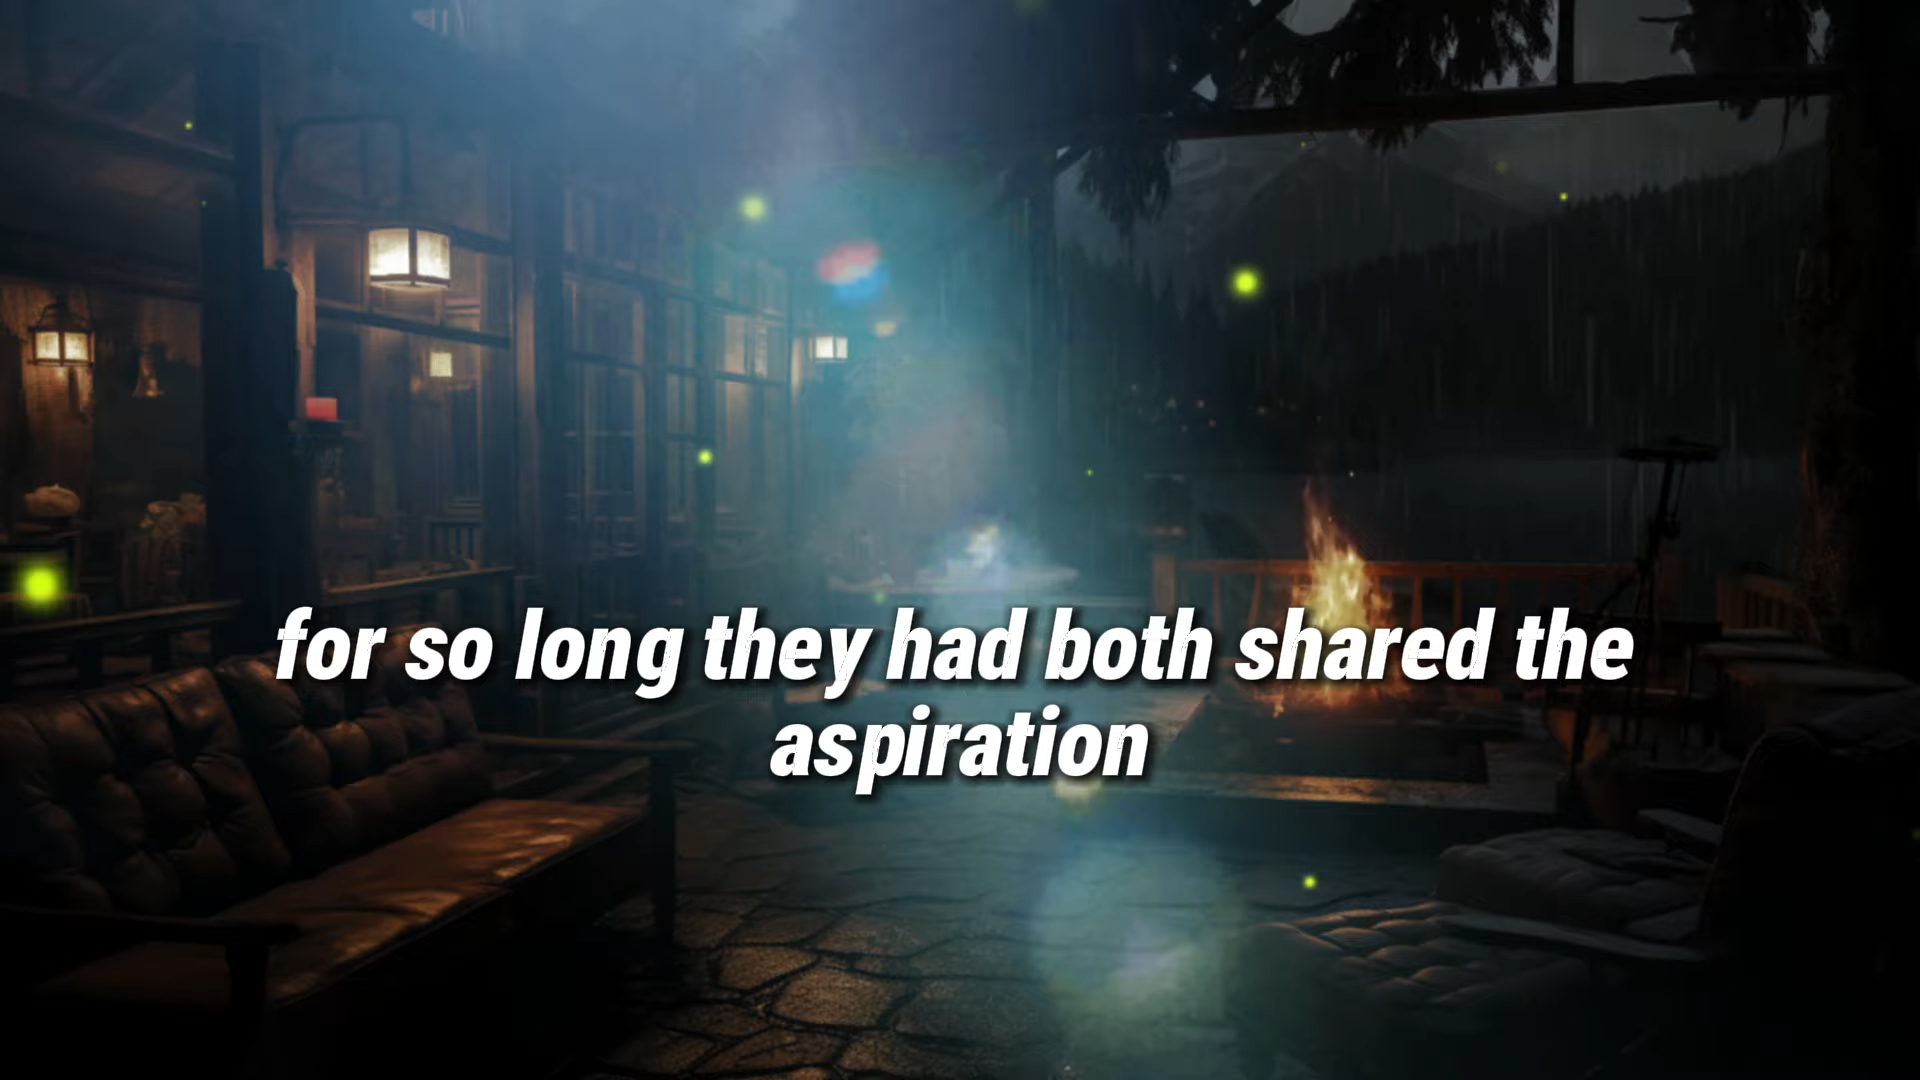 for so long they had both shared the
aspiration